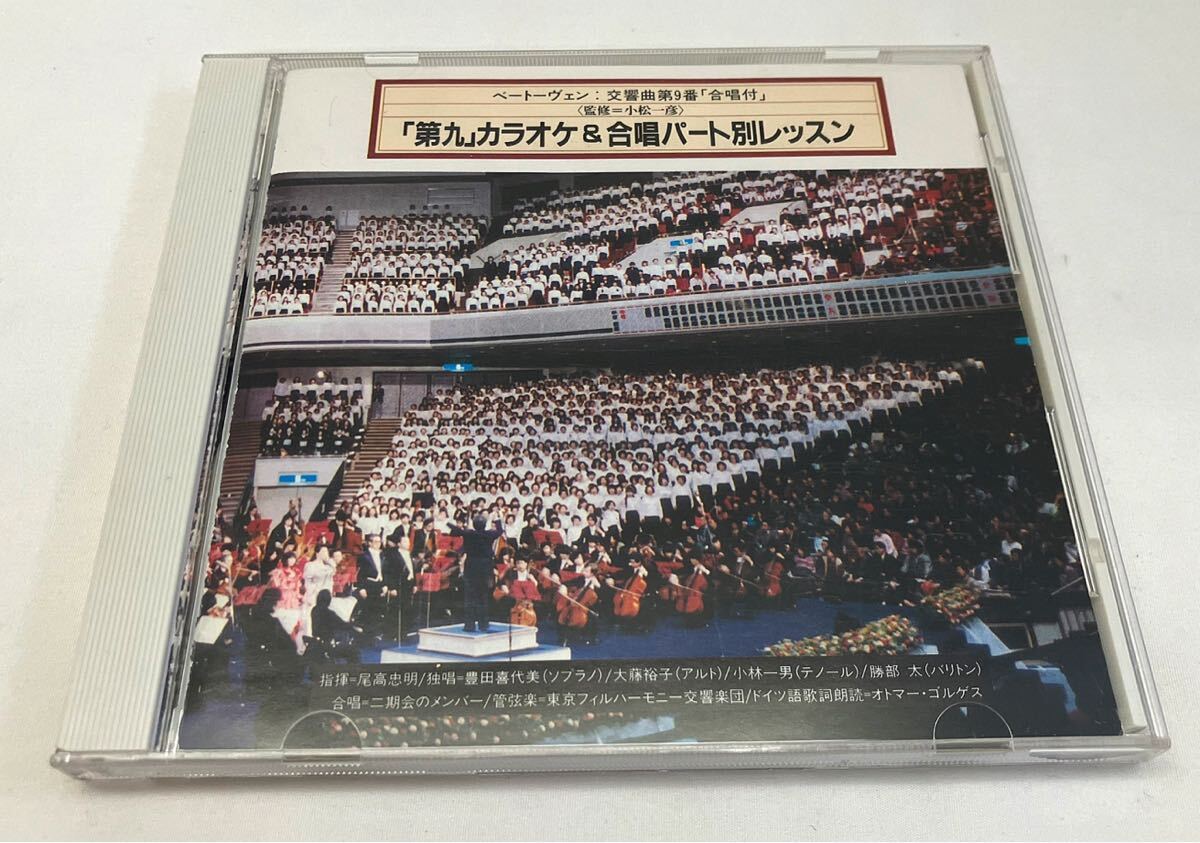 ベートーヴェン：交響曲第9番「合唱付」
〈監修＝小松一彦〉
「第九」カラオケ＆合唱パート別レッスン
指揮＝尾高忠明/独唱＝豊田喜代美(ソプラノ)/大藤裕子(アルト)/小林一男(テノール)/勝部 太(バリトン)
合唱＝二期会のメンバー/管弦楽＝東京フィルハーモニー交響楽団/ドイツ語歌詞朗読＝オトマー・ゴルゲス